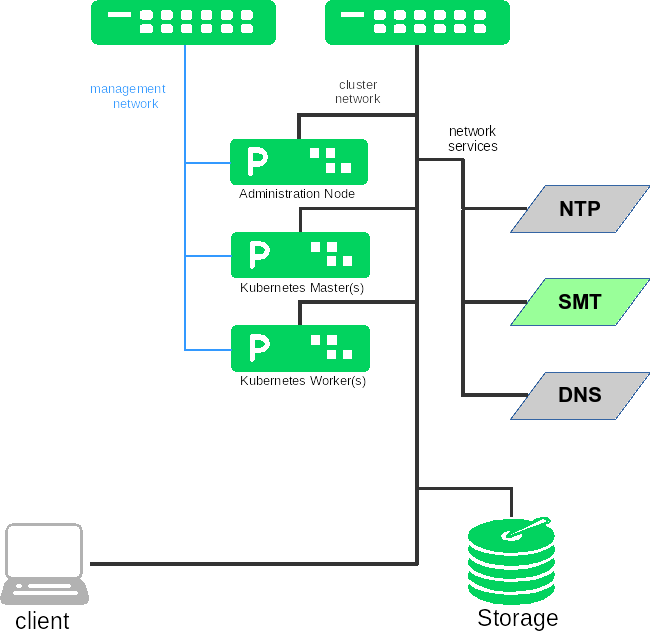 management
network
cluster
network
network
services
P
Administration Node
NTP
P
Kubernetes Master(s)
SMT
P
Kubernetes Worker(s)
DNS
client
Storage